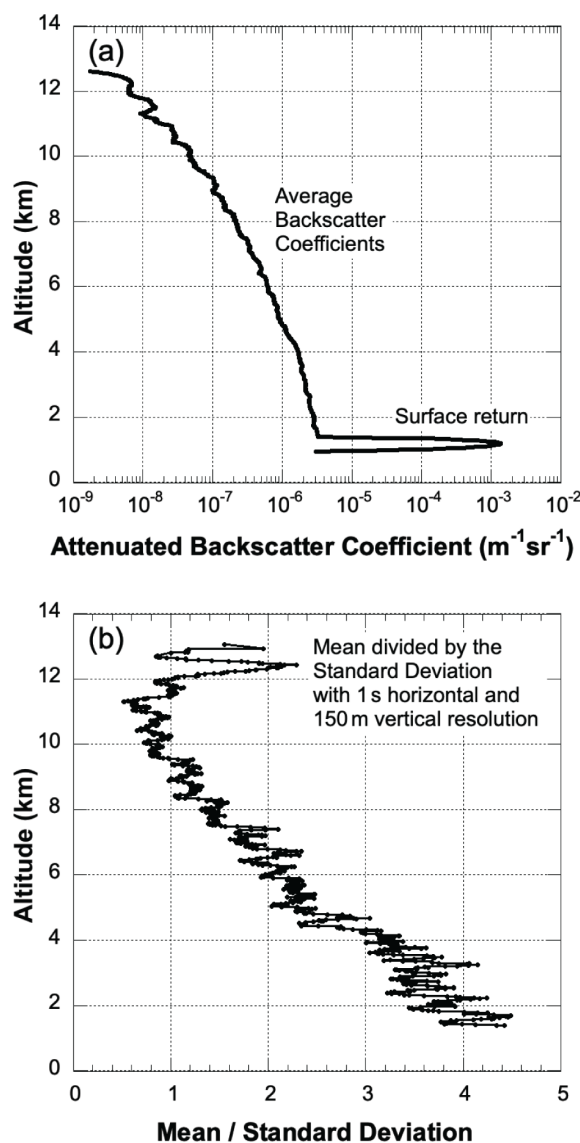 (a)
14
12
10
8
6
4
2
0
Altitude (km)
Average
Backscatter
Coefficients
Surface return
10⁻⁹ 10⁻⁸ 10⁻⁷ 10⁻⁶ 10⁻⁵ 10⁻⁴ 10⁻³ 10⁻²
Attenuated Backscatter Coefficient (m⁻¹sr⁻¹)
(b)
14
12
10
8
6
4
2
0
Altitude (km)
Mean divided by the
Standard Deviation
with 1 s horizontal and
150 m vertical resolution
0 1 2 3 4 5
Mean / Standard Deviation